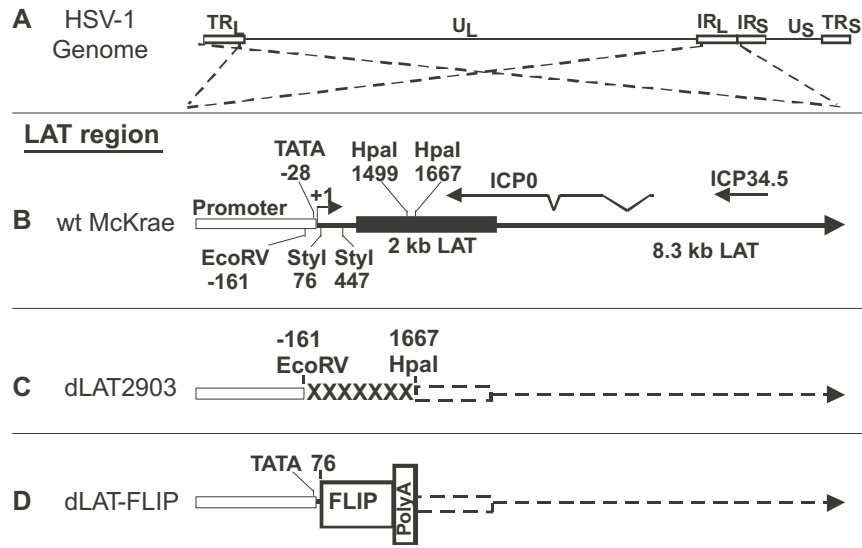 A HSV-1 Genome
TRL UL IRL IRS US TRS
LAT region
B wt McKrae
TATA -28
+1
HpaI 1499
HpaI 1667
ICP0
ICP34.5
Promoter
EcoRV -161
StyI 76
StyI 447
2 kb LAT
8.3 kb LAT
C dLAT2903
-161 EcoRV
XXXXXXX
1667 HpaI
D dLAT-FLIP
TATA 76
FLIP
PolyA